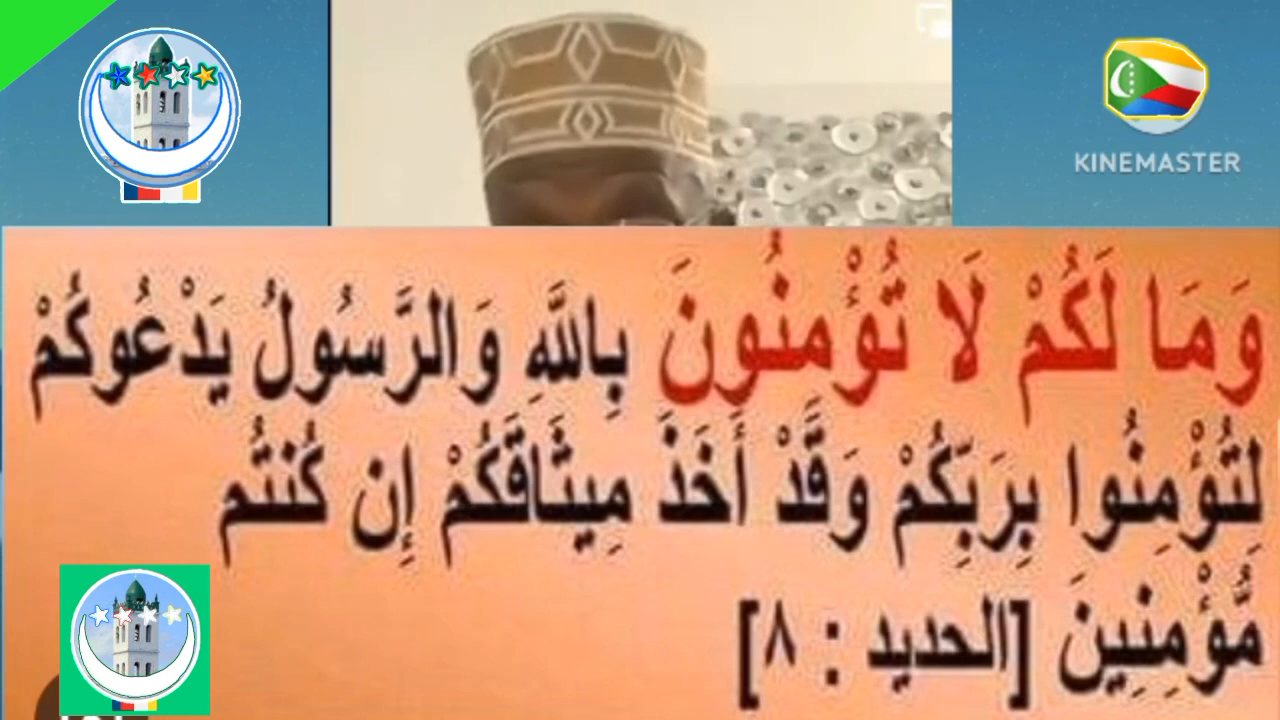 KINEMASTER
وَمَا لَكُمْ لَا تُؤْمِنُونَ بِاللَّهِ وَالرَّسُولُ يَدْعُوكُمْ
لِتُؤْمِنُوا بِرَبِّكُمْ وَقَدْ أَخَذَ مِيثَاقَكُمْ إِن كُنتُم
مُّؤْمِنِينَ [الحديد : ٨]